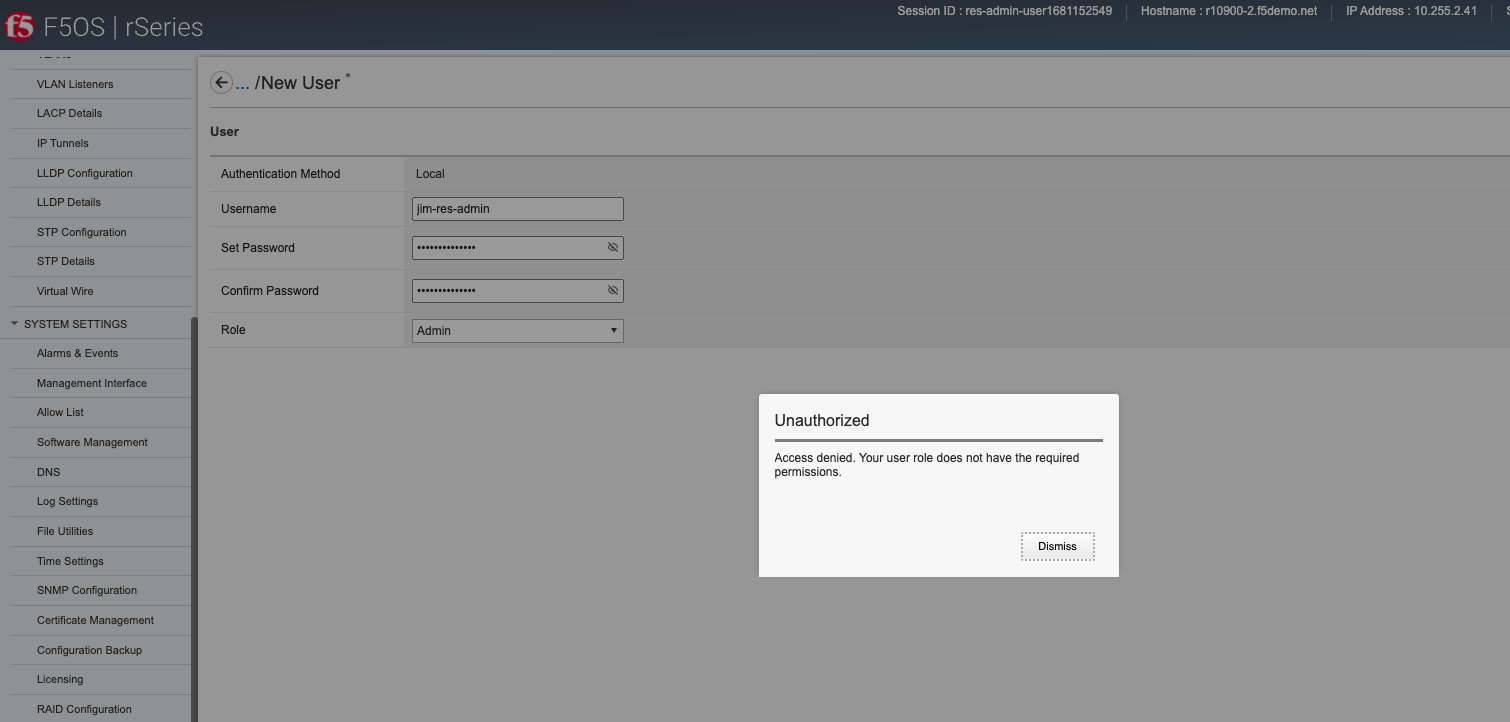 f5 F5OS | rSeries
Session ID : res-admin-user1681152549
Hostname : r10900-2.f5demo.net
IP Address : 10.255.2.41
VLAN Listeners
LACP Details
IP Tunnels
LLDP Configuration
LLDP Details
STP Configuration
STP Details
Virtual Wire
SYSTEM SETTINGS
Alarms & Events
Management Interface
Allow List
Software Management
DNS
Log Settings
File Utilities
Time Settings
SNMP Configuration
Certificate Management
Configuration Backup
Licensing
RAID Configuration
... /New User *
User
Authentication Method Local
Username jim-res-admin
Set Password ••••••••••••••
Confirm Password ••••••••••••••
Role Admin
Unauthorized
Access denied. Your user role does not have the required
permissions.
Dismiss